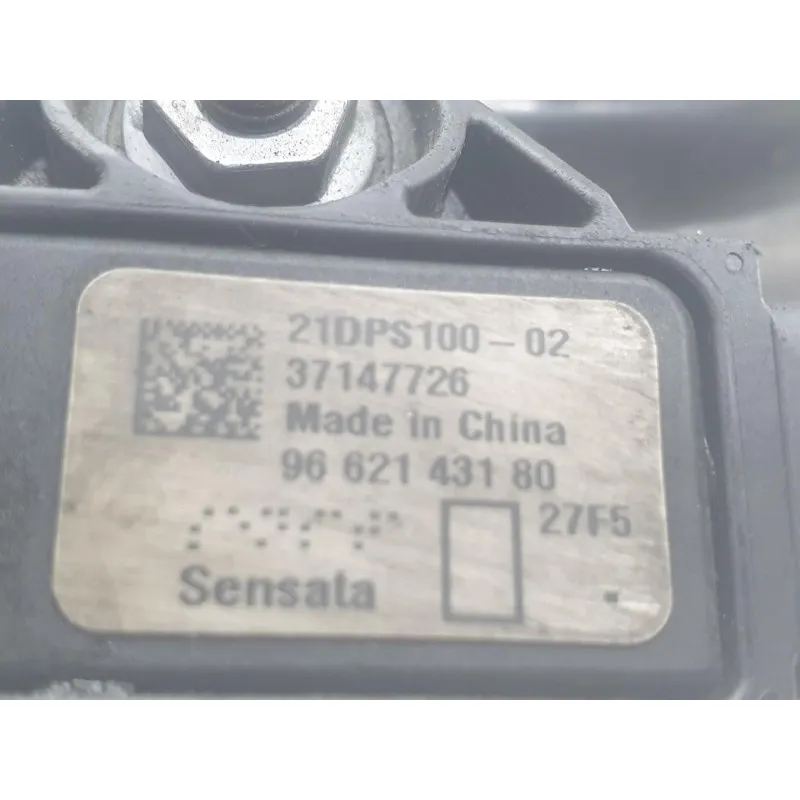 21DPS100-02
37147726
Made in China
96 621 431 80
27F5
Sensata